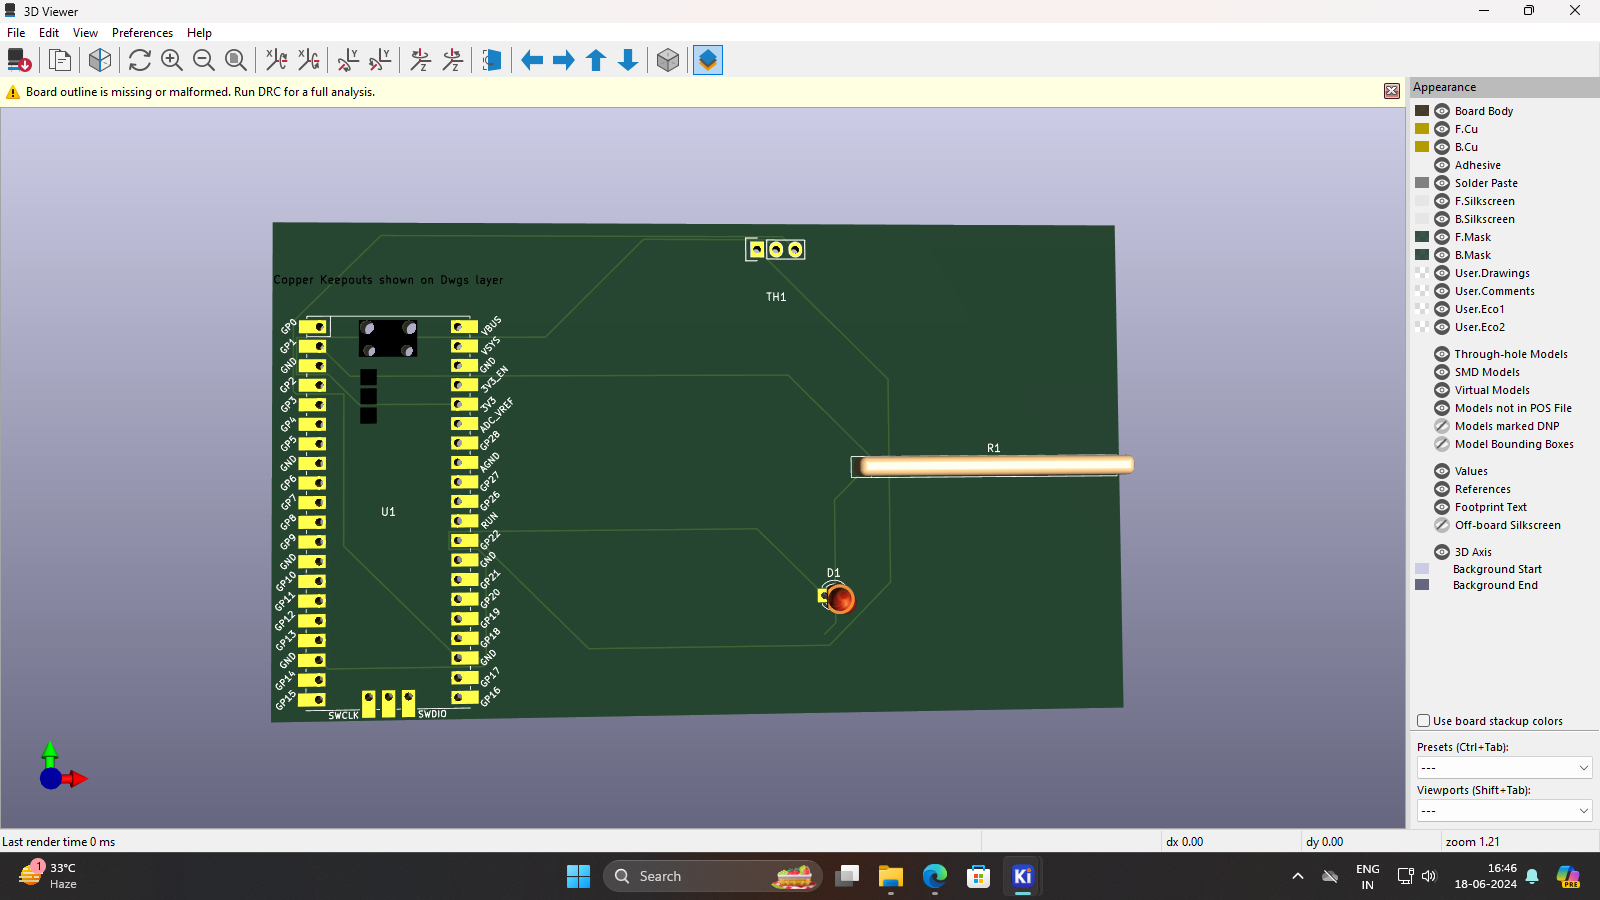 3D Viewer
File Edit View Preferences Help
Board outline is missing or malformed. Run DRC for a full analysis.
Copper Keepouts shown on Dwgs layer
TH1
GP0
GP1
GND
GP2
GP3
GP4
GP5
GND
GP6
GP7
GP8
GP9
GND
GP10
GP11
GP12
GP13
GND
GP14
GP15
VBUS
VSYS
GND
3V3_EN
3V3
ADC_VREF
GP28
AGND
GP27
GP26
RUN
GP22
GND
GP21
GP20
GP19
GP18
GND
GP17
GP16
U1
SWCLK SWDIO
R1
D1
Appearance
Board Body
F.Cu
B.Cu
Adhesive
Solder Paste
F.Silkscreen
B.Silkscreen
F.Mask
B.Mask
User.Drawings
User.Comments
User.Eco1
User.Eco2
Through-hole Models
SMD Models
Virtual Models
Models not in POS File
Models marked DNP
Model Bounding Boxes
Values
References
Footprint Text
Off-board Silkscreen
3D Axis
Background Start
Background End
Use board stackup colors
Presets (Ctrl+Tab):
---
Viewports (Shift+Tab):
---
Last render time 0 ms dx 0.00 dy 0.00 zoom 1.21
1
33°C
Haze
Search
Ki
ENG
IN
16:46
18-06-2024
PRE